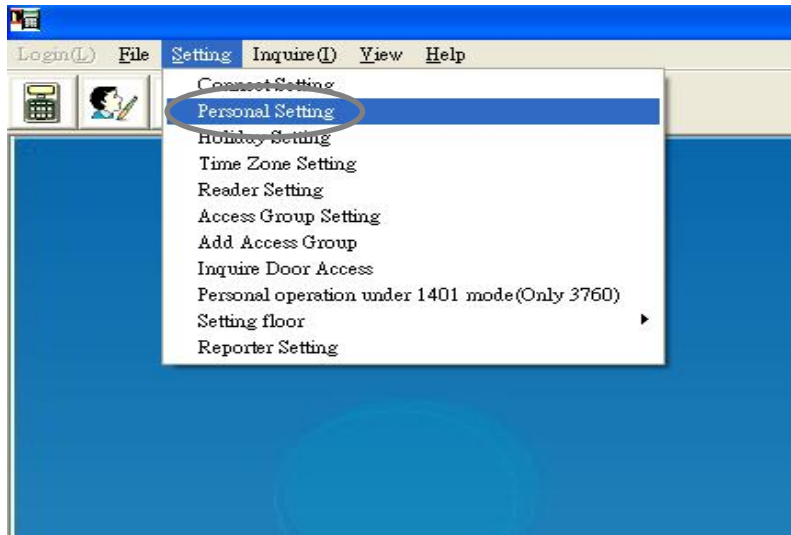 Login(L) File Setting Inquire(I) View Help
Connect Setting
Personal Setting
Holiday Setting
Time Zone Setting
Reader Setting
Access Group Setting
Add Access Group
Inquire Door Access
Personal operation under 1401 mode(Only 3760)
Setting floor
Reporter Setting